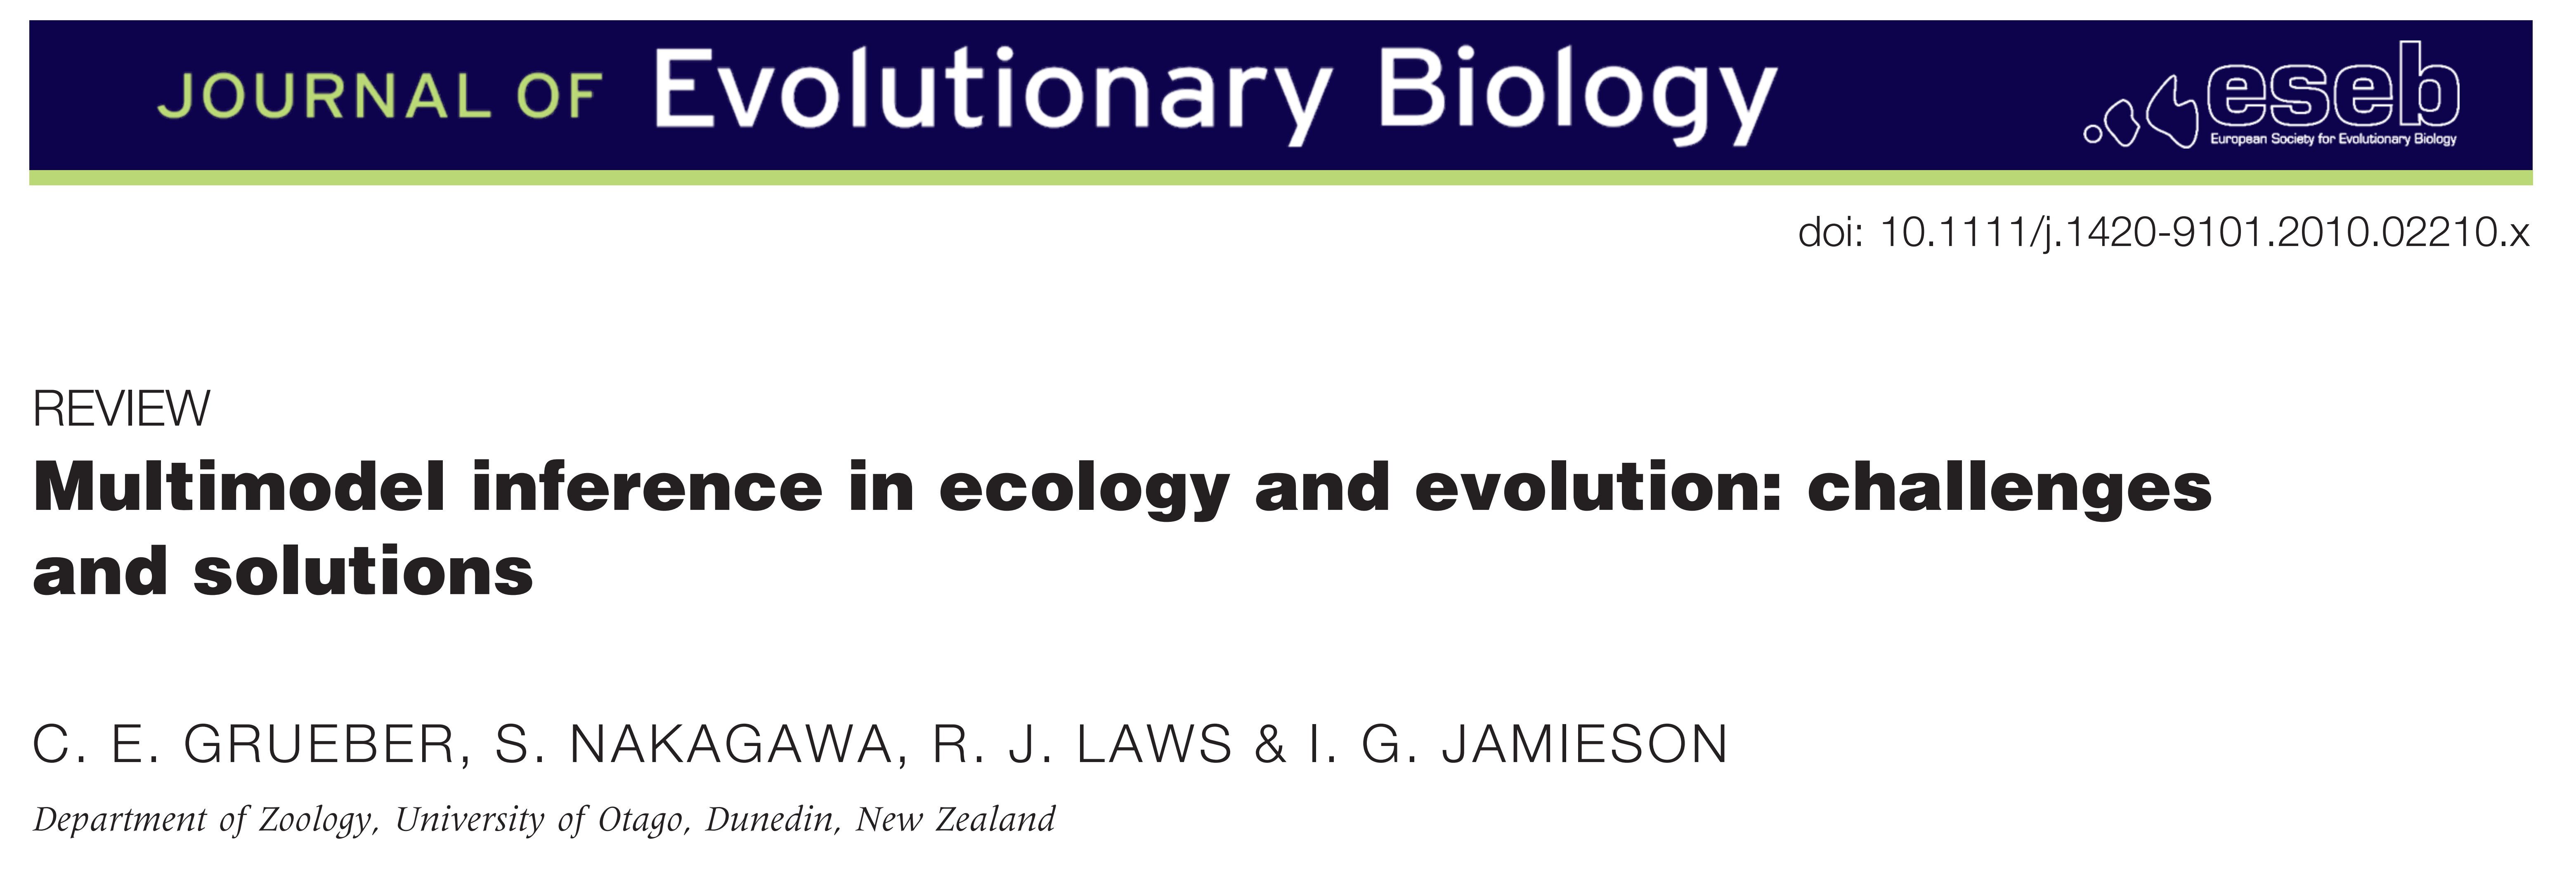 JOURNAL OF Evolutionary Biology
eseb
European Society for Evolutionary Biology
doi: 10.1111/j.1420-9101.2010.02210.x
REVIEW
Multimodel inference in ecology and evolution: challenges
and solutions
C. E. GRUEBER, S. NAKAGAWA, R. J. LAWS & I. G. JAMIESON
Department of Zoology, University of Otago, Dunedin, New Zealand